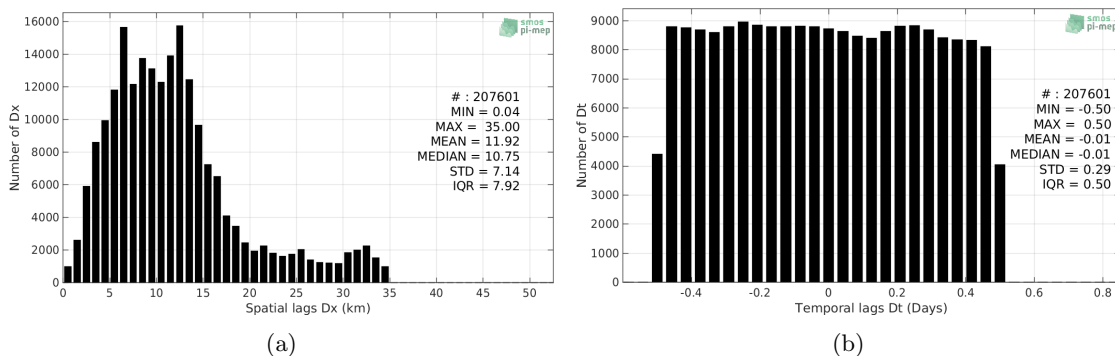 16000
14000
12000
10000
8000
6000
4000
2000
0
Number of Dx
smos
pi-mep
# : 207601
MIN = 0.04
MAX = 35.00
MEAN = 11.92
MEDIAN = 10.75
STD = 7.14
IQR = 7.92
0 5 10 15 20 25 30 35 40 45 50
Spatial lags Dx (km)
(a)
9000
8000
7000
6000
5000
4000
3000
2000
1000
0
Number of Dt
smos
pi-mep
# : 207601
MIN = -0.50
MAX = 0.50
MEAN = -0.01
MEDIAN = -0.01
STD = 0.29
IQR = 0.50
-0.4 -0.2 0 0.2 0.4 0.6 0.8
Temporal lags Dt (Days)
(b)